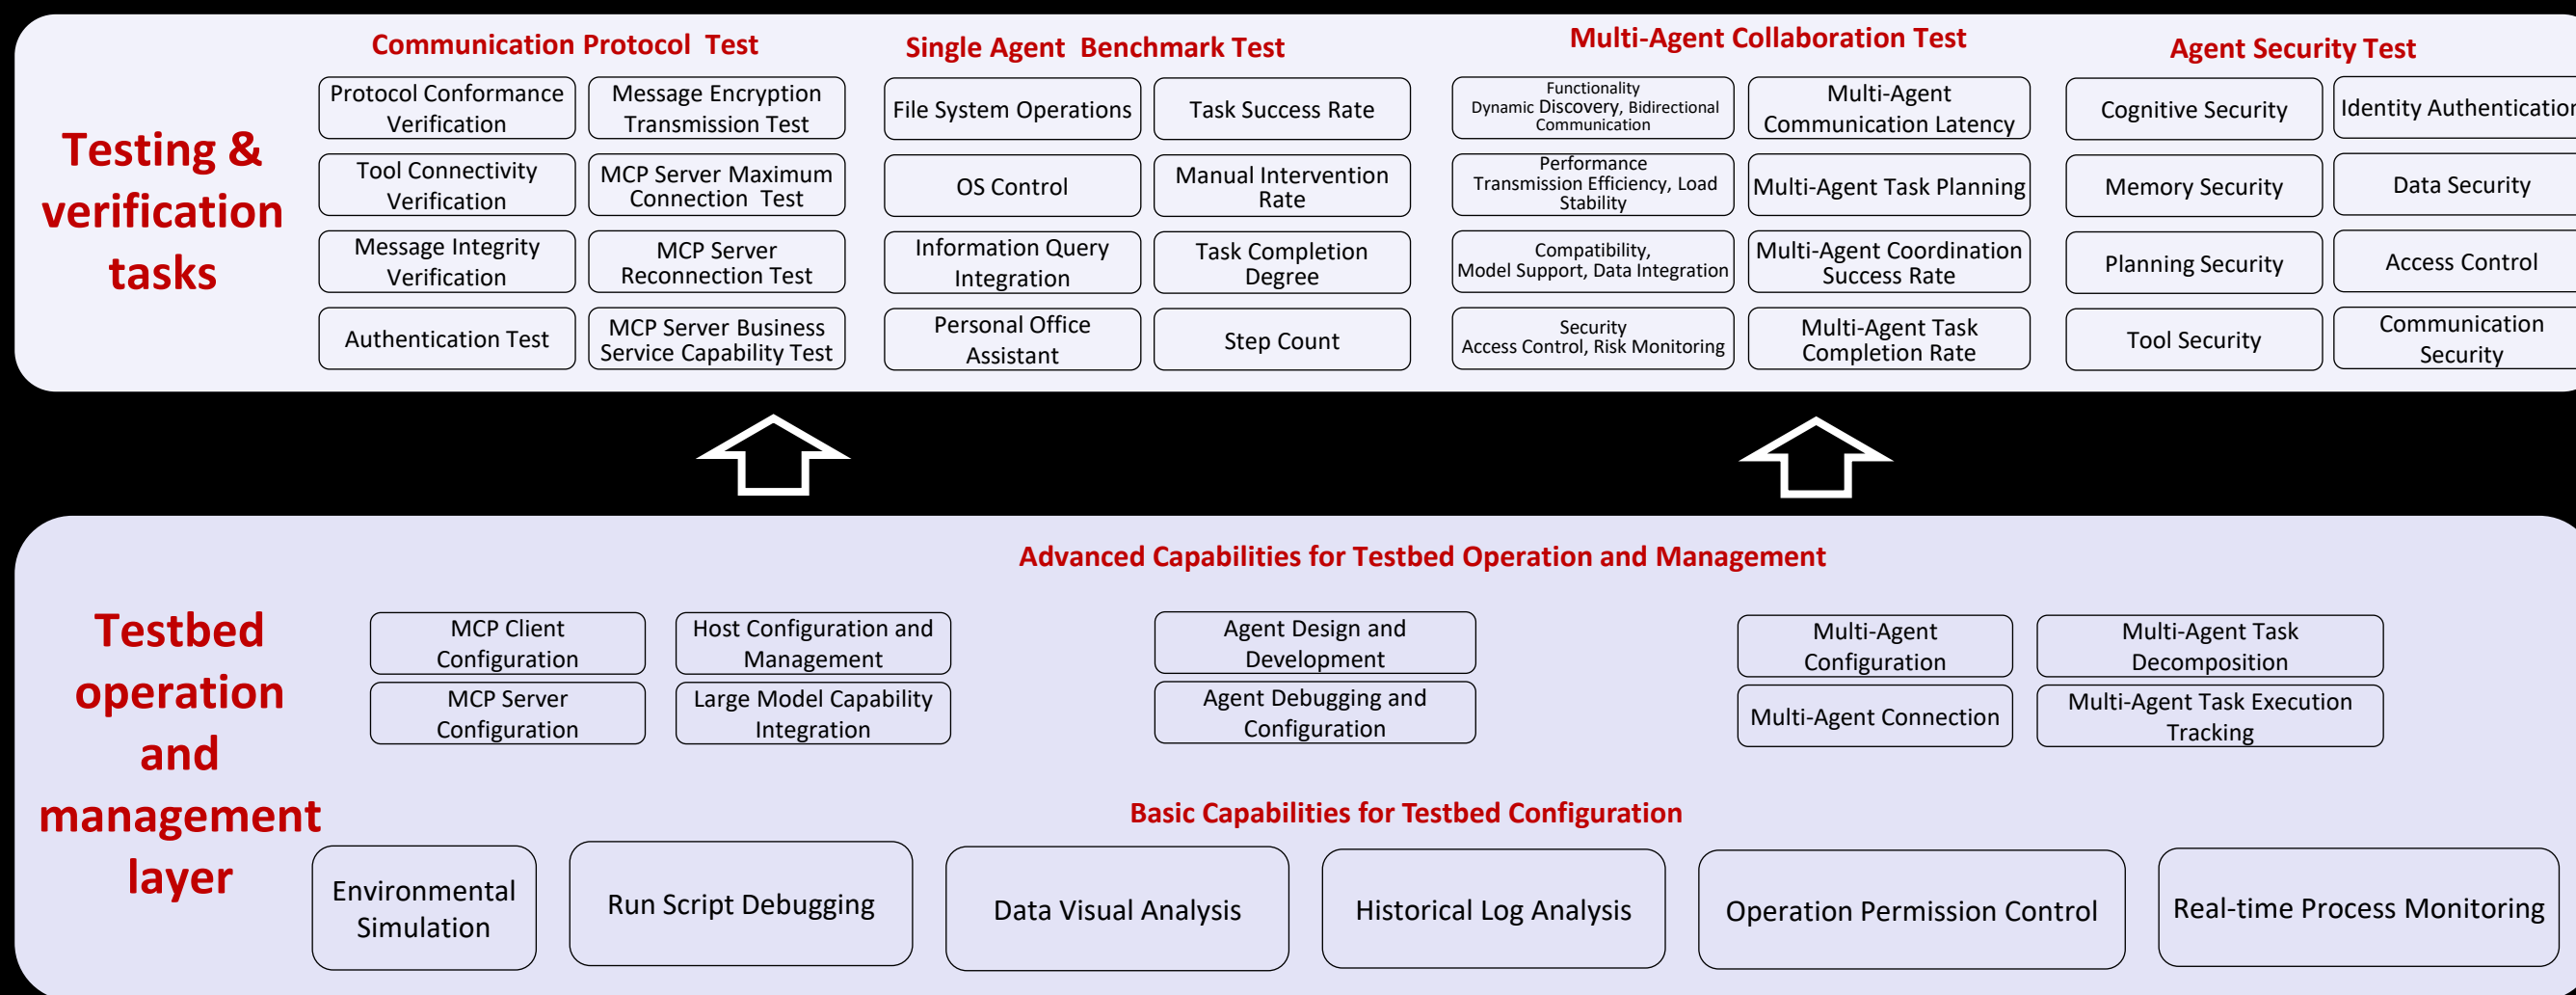 Testing &
verification
tasks
Communication Protocol Test
Protocol Conformance
Verification
Message Encryption
Transmission Test
Tool Connectivity
Verification
MCP Server Maximum
Connection Test
Message Integrity
Verification
MCP Server
Reconnection Test
Authentication Test
MCP Server Business
Service Capability Test
Single Agent Benchmark Test
File System Operations
Task Success Rate
OS Control
Manual Intervention
Rate
Information Query
Integration
Task Completion
Degree
Personal Office
Assistant
Step Count
Multi-Agent Collaboration Test
Functionality
Dynamic Discovery, Bidirectional
Communication
Multi-Agent
Communication Latency
Performance
Transmission Efficiency, Load
Stability
Multi-Agent Task Planning
Compatibility,
Model Support, Data Integration
Multi-Agent Coordination
Success Rate
Security
Access Control, Risk Monitoring
Multi-Agent Task
Completion Rate
Agent Security Test
Cognitive Security
Identity Authentication
Memory Security
Data Security
Planning Security
Access Control
Tool Security
Communication
Security
Testbed
operation
and
management
layer
Advanced Capabilities for Testbed Operation and Management
MCP Client
Configuration
Host Configuration and
Management
MCP Server
Configuration
Large Model Capability
Integration
Agent Design and
Development
Agent Debugging and
Configuration
Multi-Agent
Configuration
Multi-Agent Task
Decomposition
Multi-Agent Connection
Multi-Agent Task Execution
Tracking
Basic Capabilities for Testbed Configuration
Environmental
Simulation
Run Script Debugging
Data Visual Analysis
Historical Log Analysis
Operation Permission Control
Real-time Process Monitoring